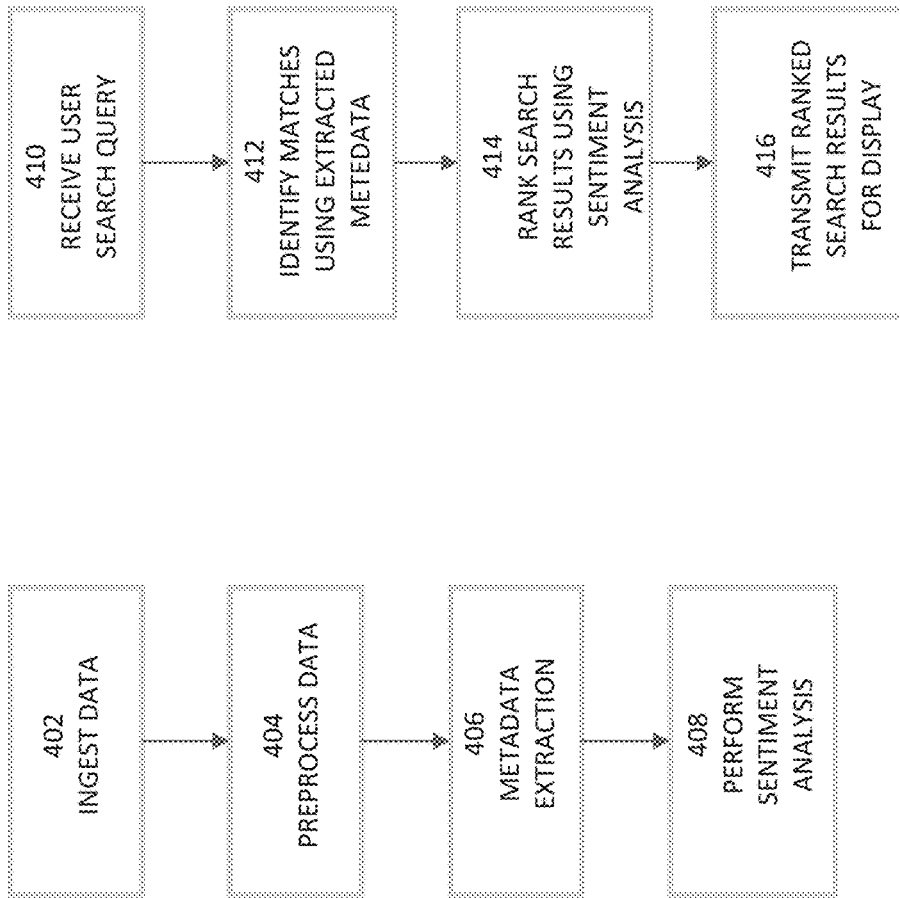 402
INGEST DATA
404
PREPROCESS DATA
406
METADATA
EXTRACTION
408
PERFORM
SENTIMENT
ANALYSIS
410
RECEIVE USER
SEARCH QUERY
412
IDENTIFY MATCHES
USING EXTRACTED
METEDATA
414
RANK SEARCH
RESULTS USING
SENTIMENT
ANALYSIS
416
TRANSMIT RANKED
SEARCH RESULTS
FOR DISPLAY